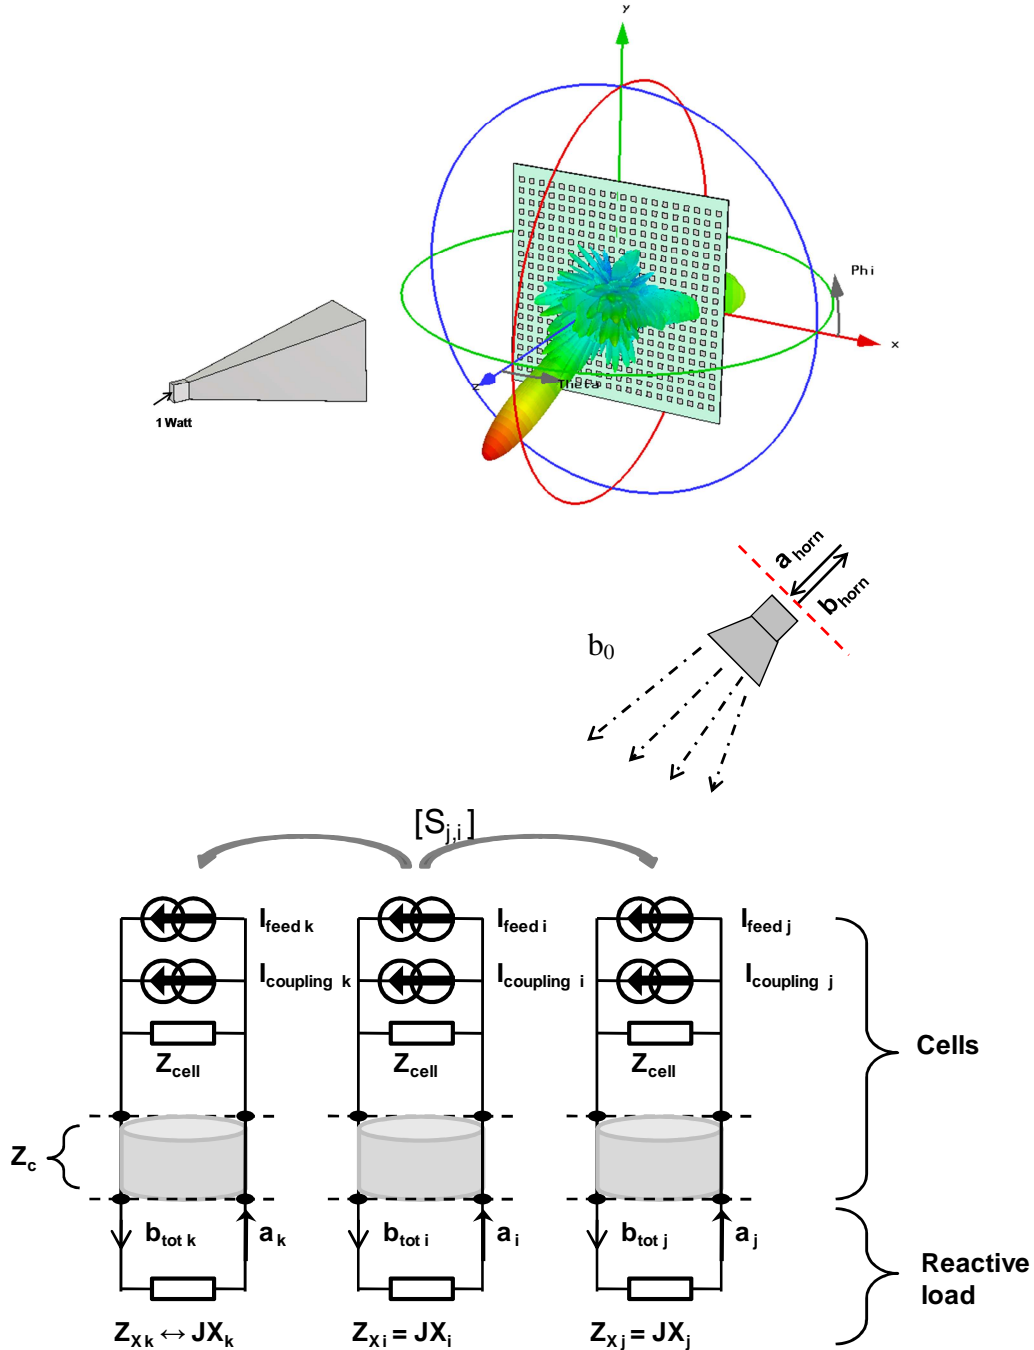 y
Phi
x
z
Theta
1 Watt
a horn
b horn
b0
[Sj,i]
Ifeed k
Ifeed i
Ifeed j
Icoupling k
Icoupling i
Icoupling j
Zcell
Zcell
Zcell
Cells
Zc
btot k
ak
btot i
ai
btot j
aj
Reactive
load
ZX k ↔ JXk
ZX i = JXi
ZX j = JXj